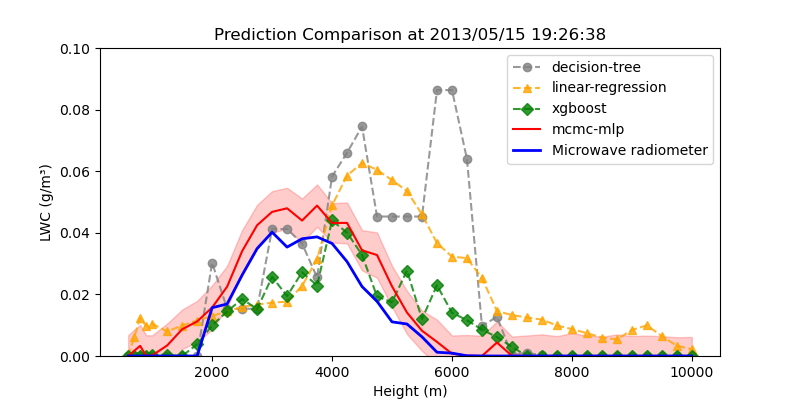 Prediction Comparison at 2013/05/15 19:26:38
0.10
0.08
0.06
0.04
0.02
0.00
LWC (g/m³)
decision-tree
linear-regression
xgboost
mcmc-mlp
Microwave radiometer
2000 4000 6000 8000 10000
Height (m)